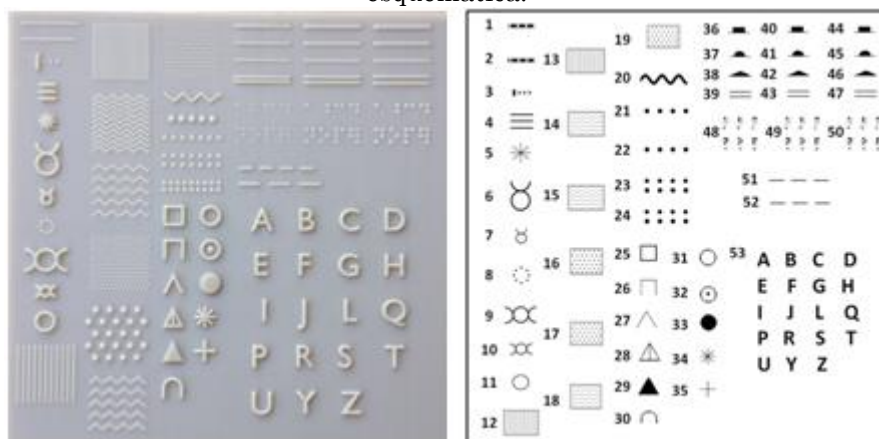 esquemática.
A B C D
E F G H
I J L Q
P R S T
U Y Z
1
2
3
4
5
6
7
8
9
10
11
12
13
14
15
16
17
18
19
20
21
22
23
24
25
26
27
28
29
30
31
32
33
34
35
36 40 44
37 41 45
38 42 46
39 43 47
48 49 50
51
52
53
A B C D
E F G H
I J L Q
P R S T
U Y Z